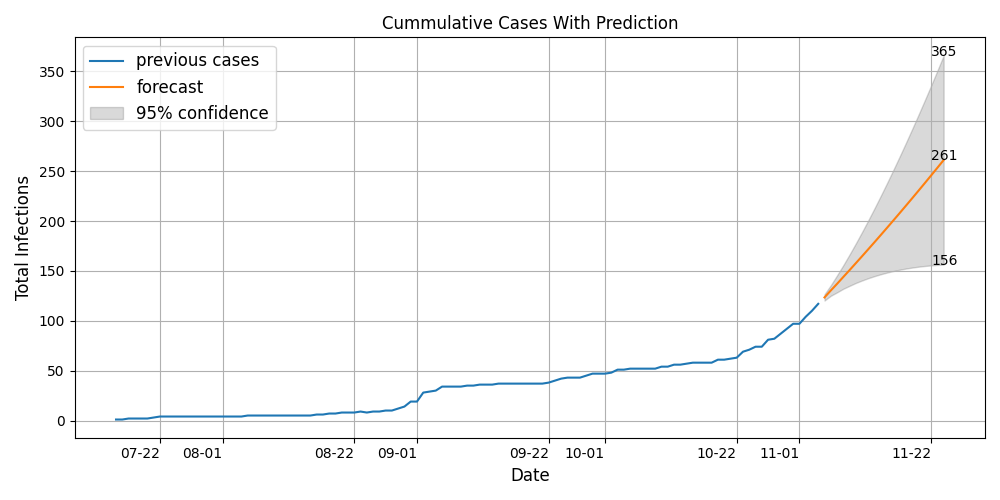 Cummulative Cases With Prediction
previous cases
forecast
95% confidence
Total Infections
350
300
250
200
150
100
50
0
365
261
156
07-22 08-01 08-22 09-01 09-22 10-01 10-22 11-01 11-22
Date